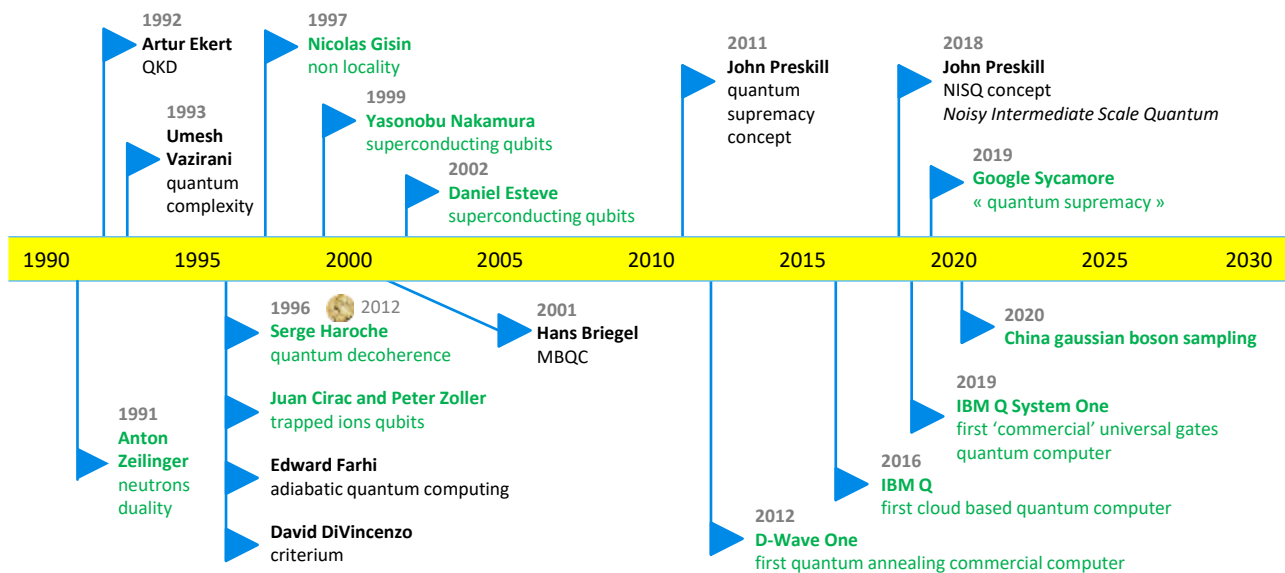 1992
Artur Ekert
QKD
1993
Umesh
Vazirani
quantum
complexity
1997
Nicolas Gisin
non locality
1999
Yasonobu Nakamura
superconducting qubits
2002
Daniel Esteve
superconducting qubits
2011
John Preskill
quantum
supremacy
concept
2018
John Preskill
NISQ concept
Noisy Intermediate Scale Quantum
2019
Google Sycamore
« quantum supremacy »
1990 1995 2000 2005 2010 2015 2020 2025 2030
1991
Anton
Zeilinger
neutrons
duality
1996 2012
Serge Haroche
quantum decoherence
Juan Cirac and Peter Zoller
trapped ions qubits
Edward Farhi
adiabatic quantum computing
David DiVincenzo
criterium
2001
Hans Briegel
MBQC
2012
D-Wave One
first quantum annealing commercial computer
2016
IBM Q
first cloud based quantum computer
2019
IBM Q System One
first ‘commercial’ universal gates
quantum computer
2020
China gaussian boson sampling